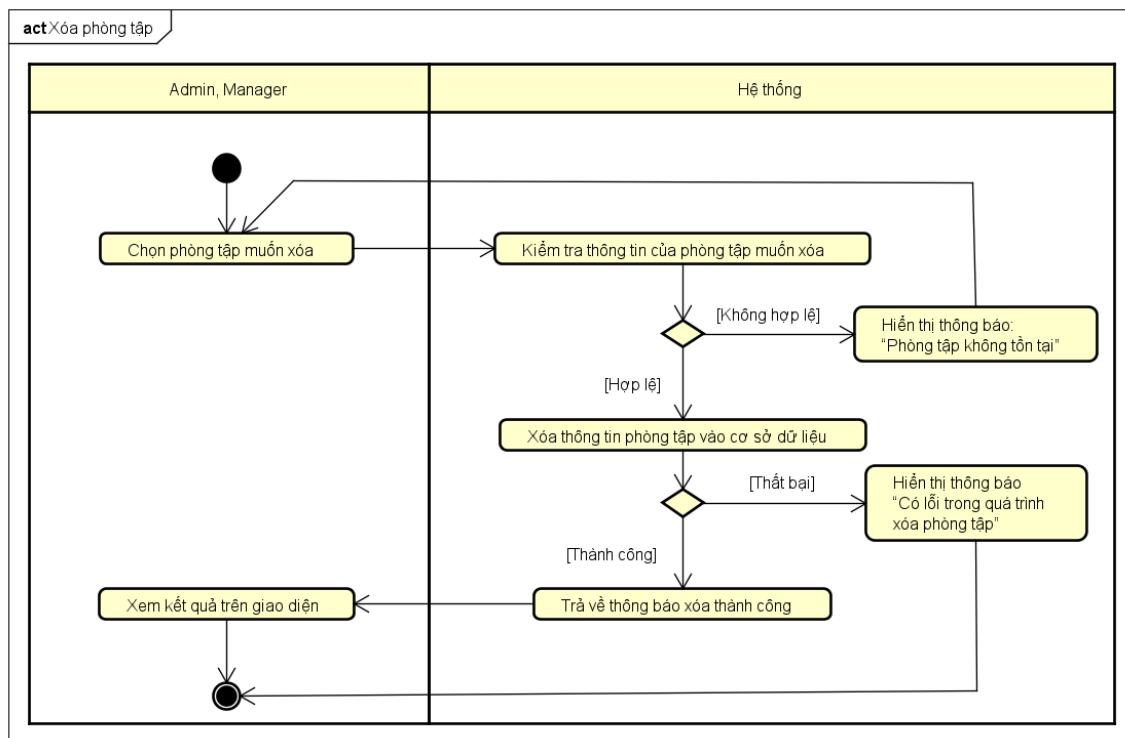 act Xóa phòng tập
Admin, Manager
Hệ thống
Chọn phòng tập muốn xóa
Kiểm tra thông tin của phòng tập muốn xóa
[Không hợp lệ]
Hiển thị thông báo:
“Phòng tập không tồn tại”
[Hợp lệ]
Xóa thông tin phòng tập vào cơ sở dữ liệu
[Thất bại]
Hiển thị thông báo
“Có lỗi trong quá trình
xóa phòng tập”
[Thành công]
Xem kết quả trên giao diện
Trả về thông báo xóa thành công